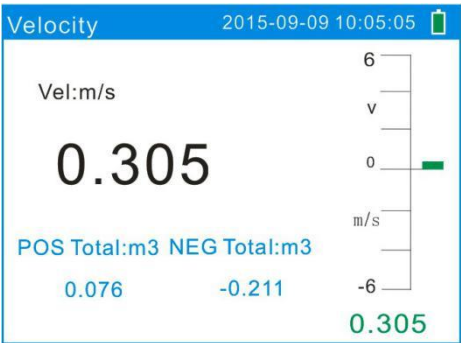 Velocity 2015-09-09 10:05:05
6
Vel:m/s
v
0.305
0
m/s
POS Total:m3 NEG Total:m3
0.076 -0.211
-6
0.305